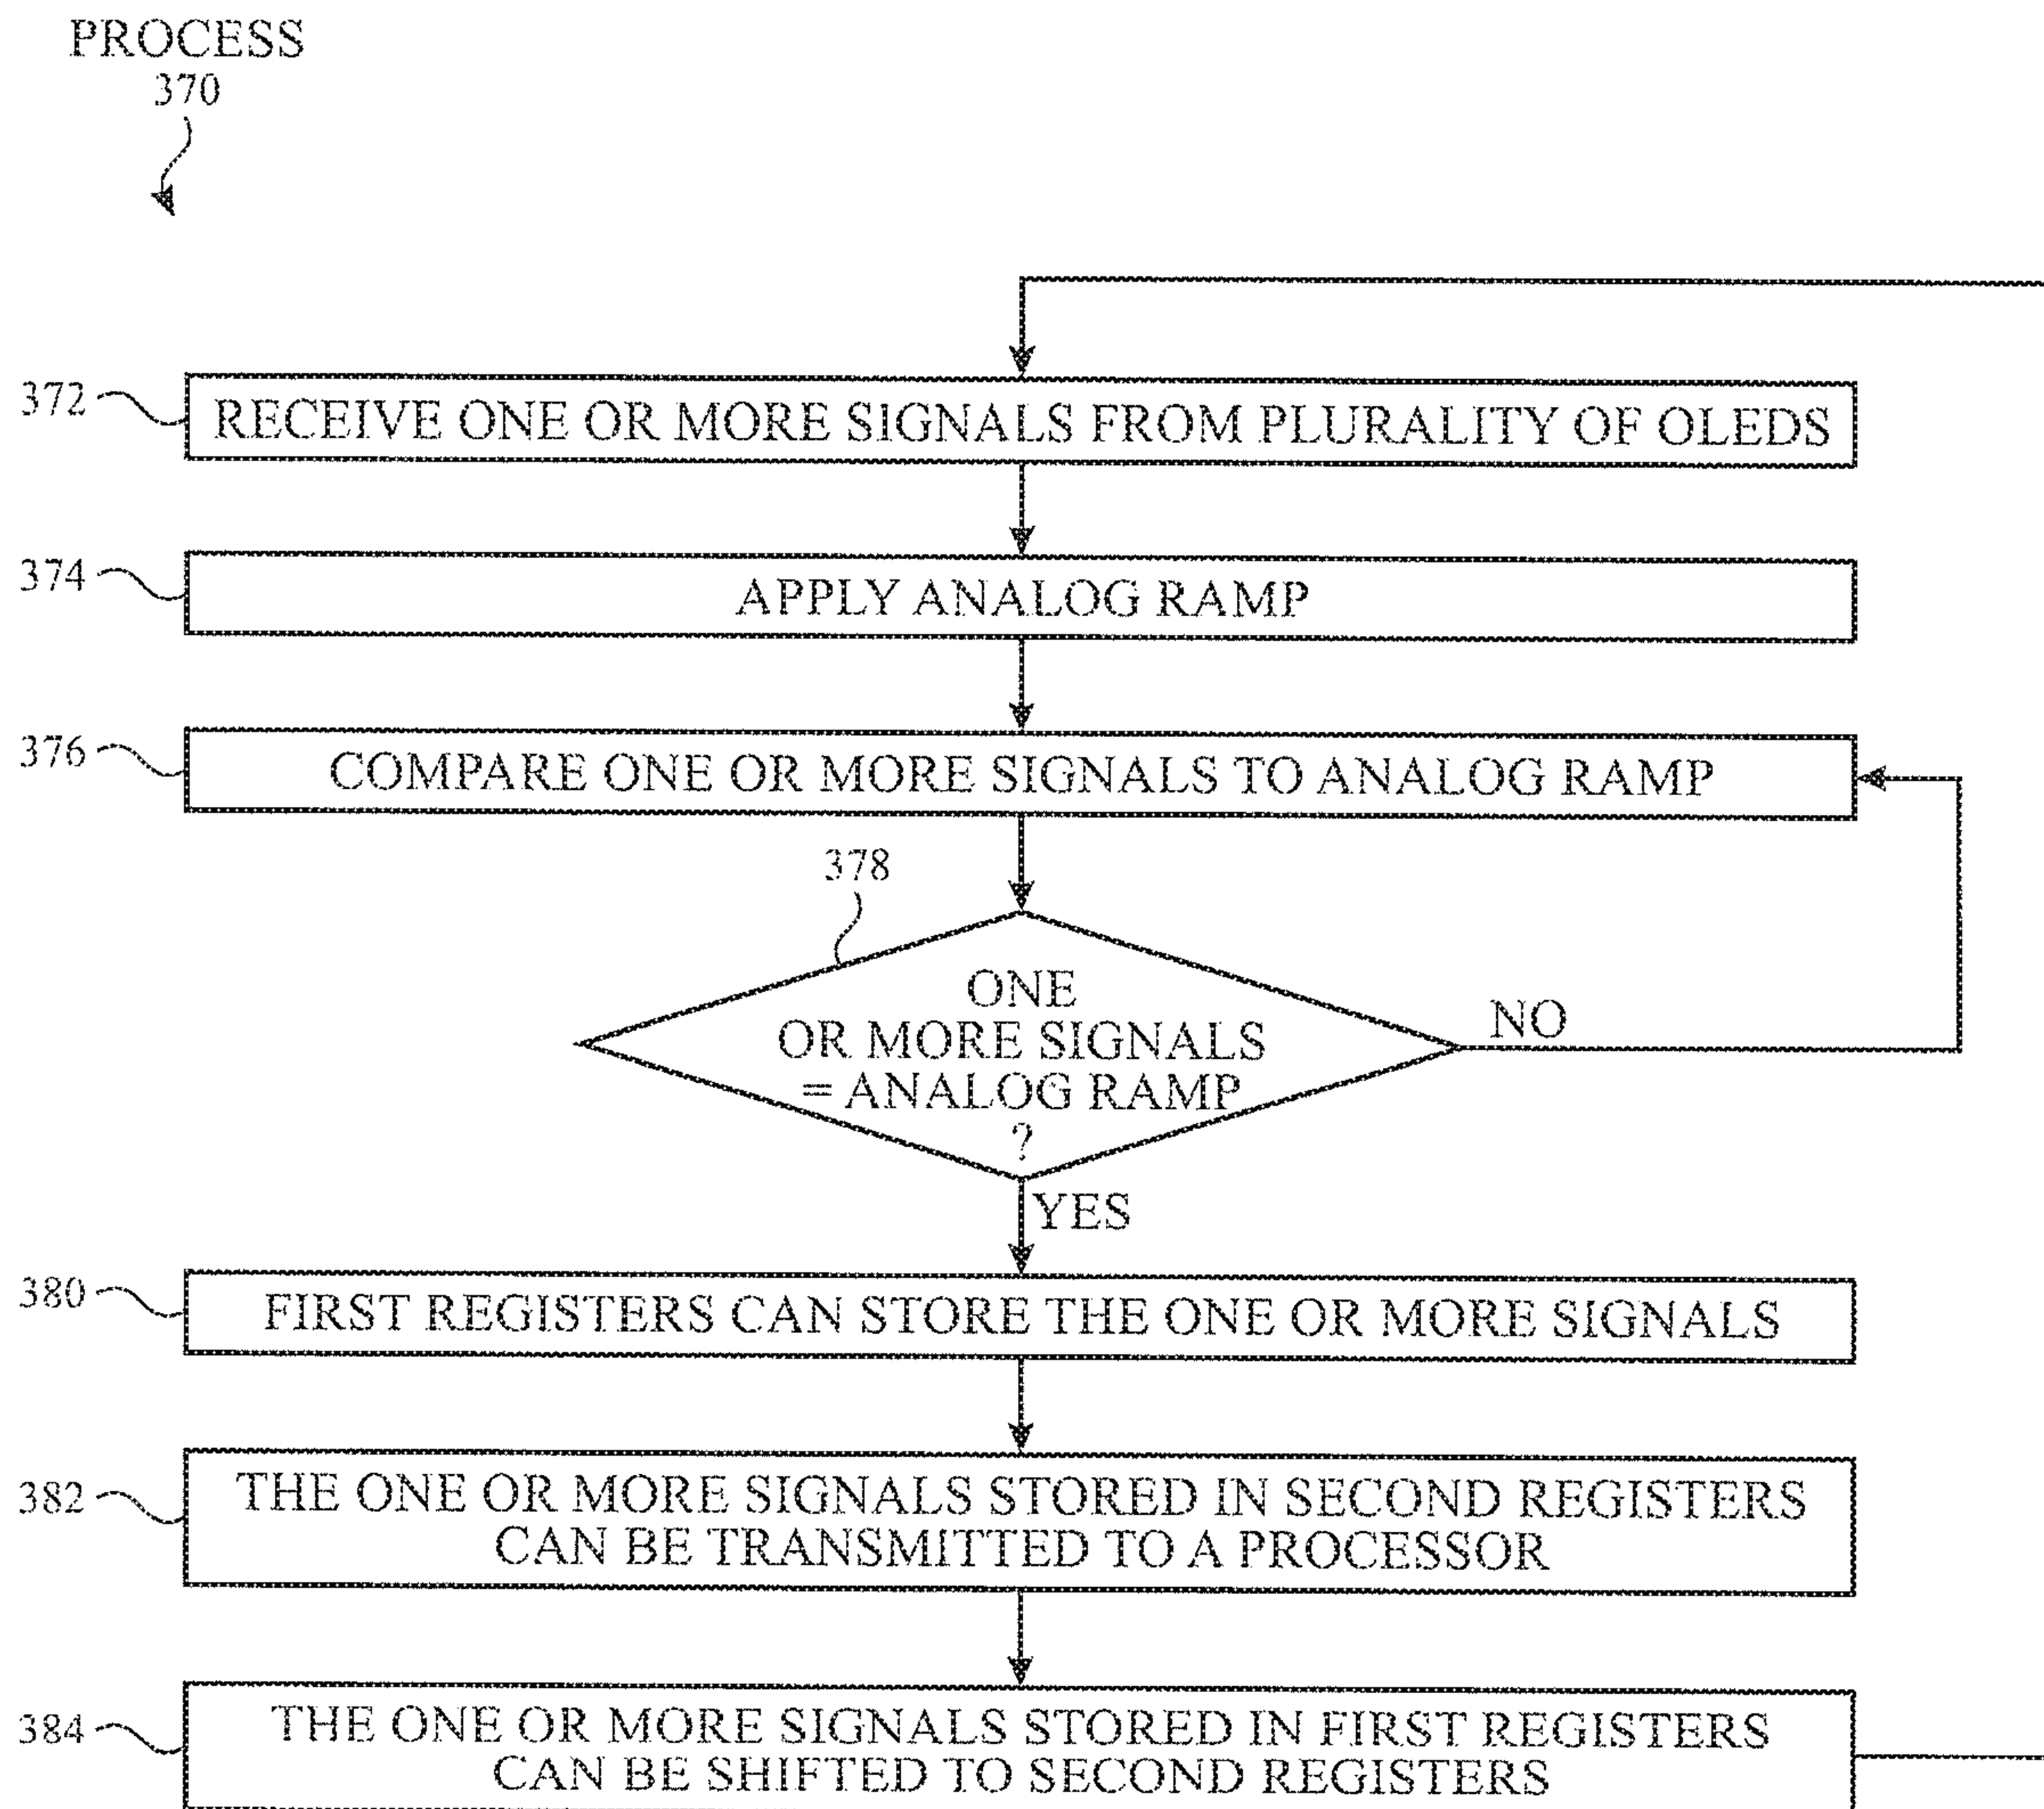 PROCESS
370
372
RECEIVE ONE OR MORE SIGNALS FROM PLURALITY OF OLEDS
374
APPLY ANALOG RAMP
376
COMPARE ONE OR MORE SIGNALS TO ANALOG RAMP
378
ONE
OR MORE SIGNALS
= ANALOG RAMP
?
NO
YES
380
FIRST REGISTERS CAN STORE THE ONE OR MORE SIGNALS
382
THE ONE OR MORE SIGNALS STORED IN SECOND REGISTERS
CAN BE TRANSMITTED TO A PROCESSOR
384
THE ONE OR MORE SIGNALS STORED IN FIRST REGISTERS
CAN BE SHIFTED TO SECOND REGISTERS